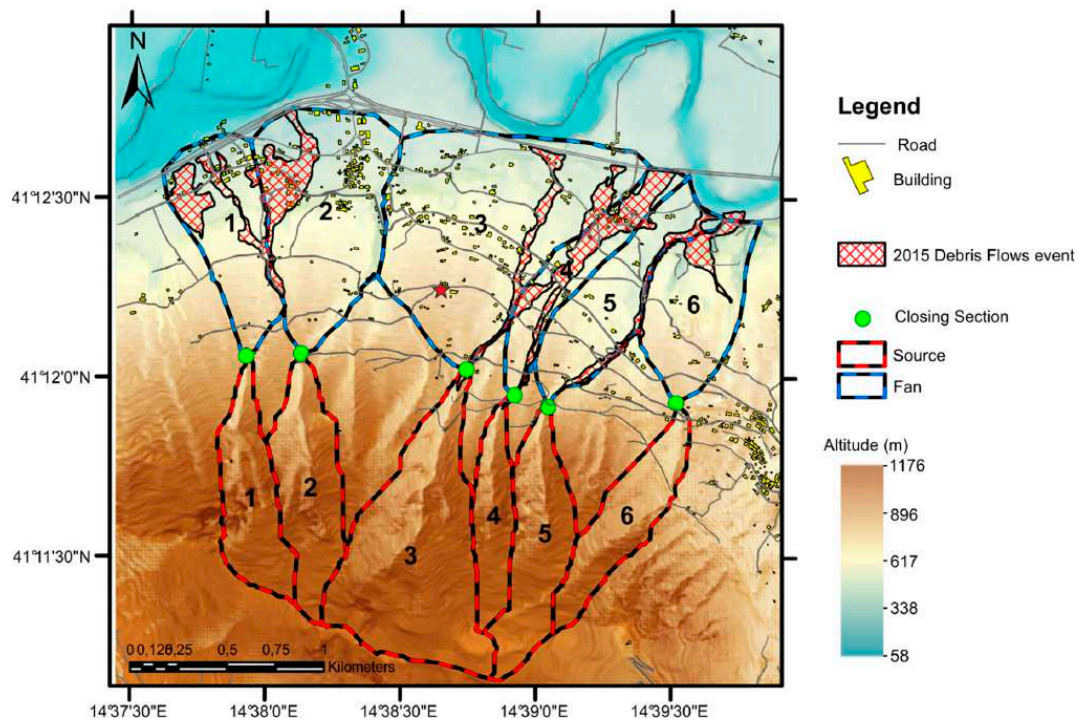 N
1
2
3
4
5
6
1
2
3
4
5
6
41°12'30"N
41°12'0"N
41°11'30"N
0 0,125 0,25 0,5 0,75 1
Kilometers
14°37'30"E 14°38'0"E 14°38'30"E 14°39'0"E 14°39'30"E
Legend
Road
Building
2015 Debris Flows event
Closing Section
Source
Fan
Altitude (m)
1176
896
617
338
58